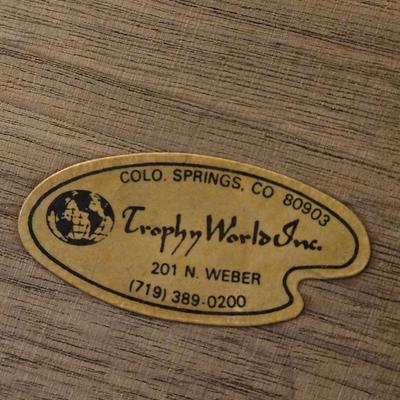 COLO. SPRINGS, CO 80903
Trophy World Inc.
201 N. WEBER
(719) 389-0200